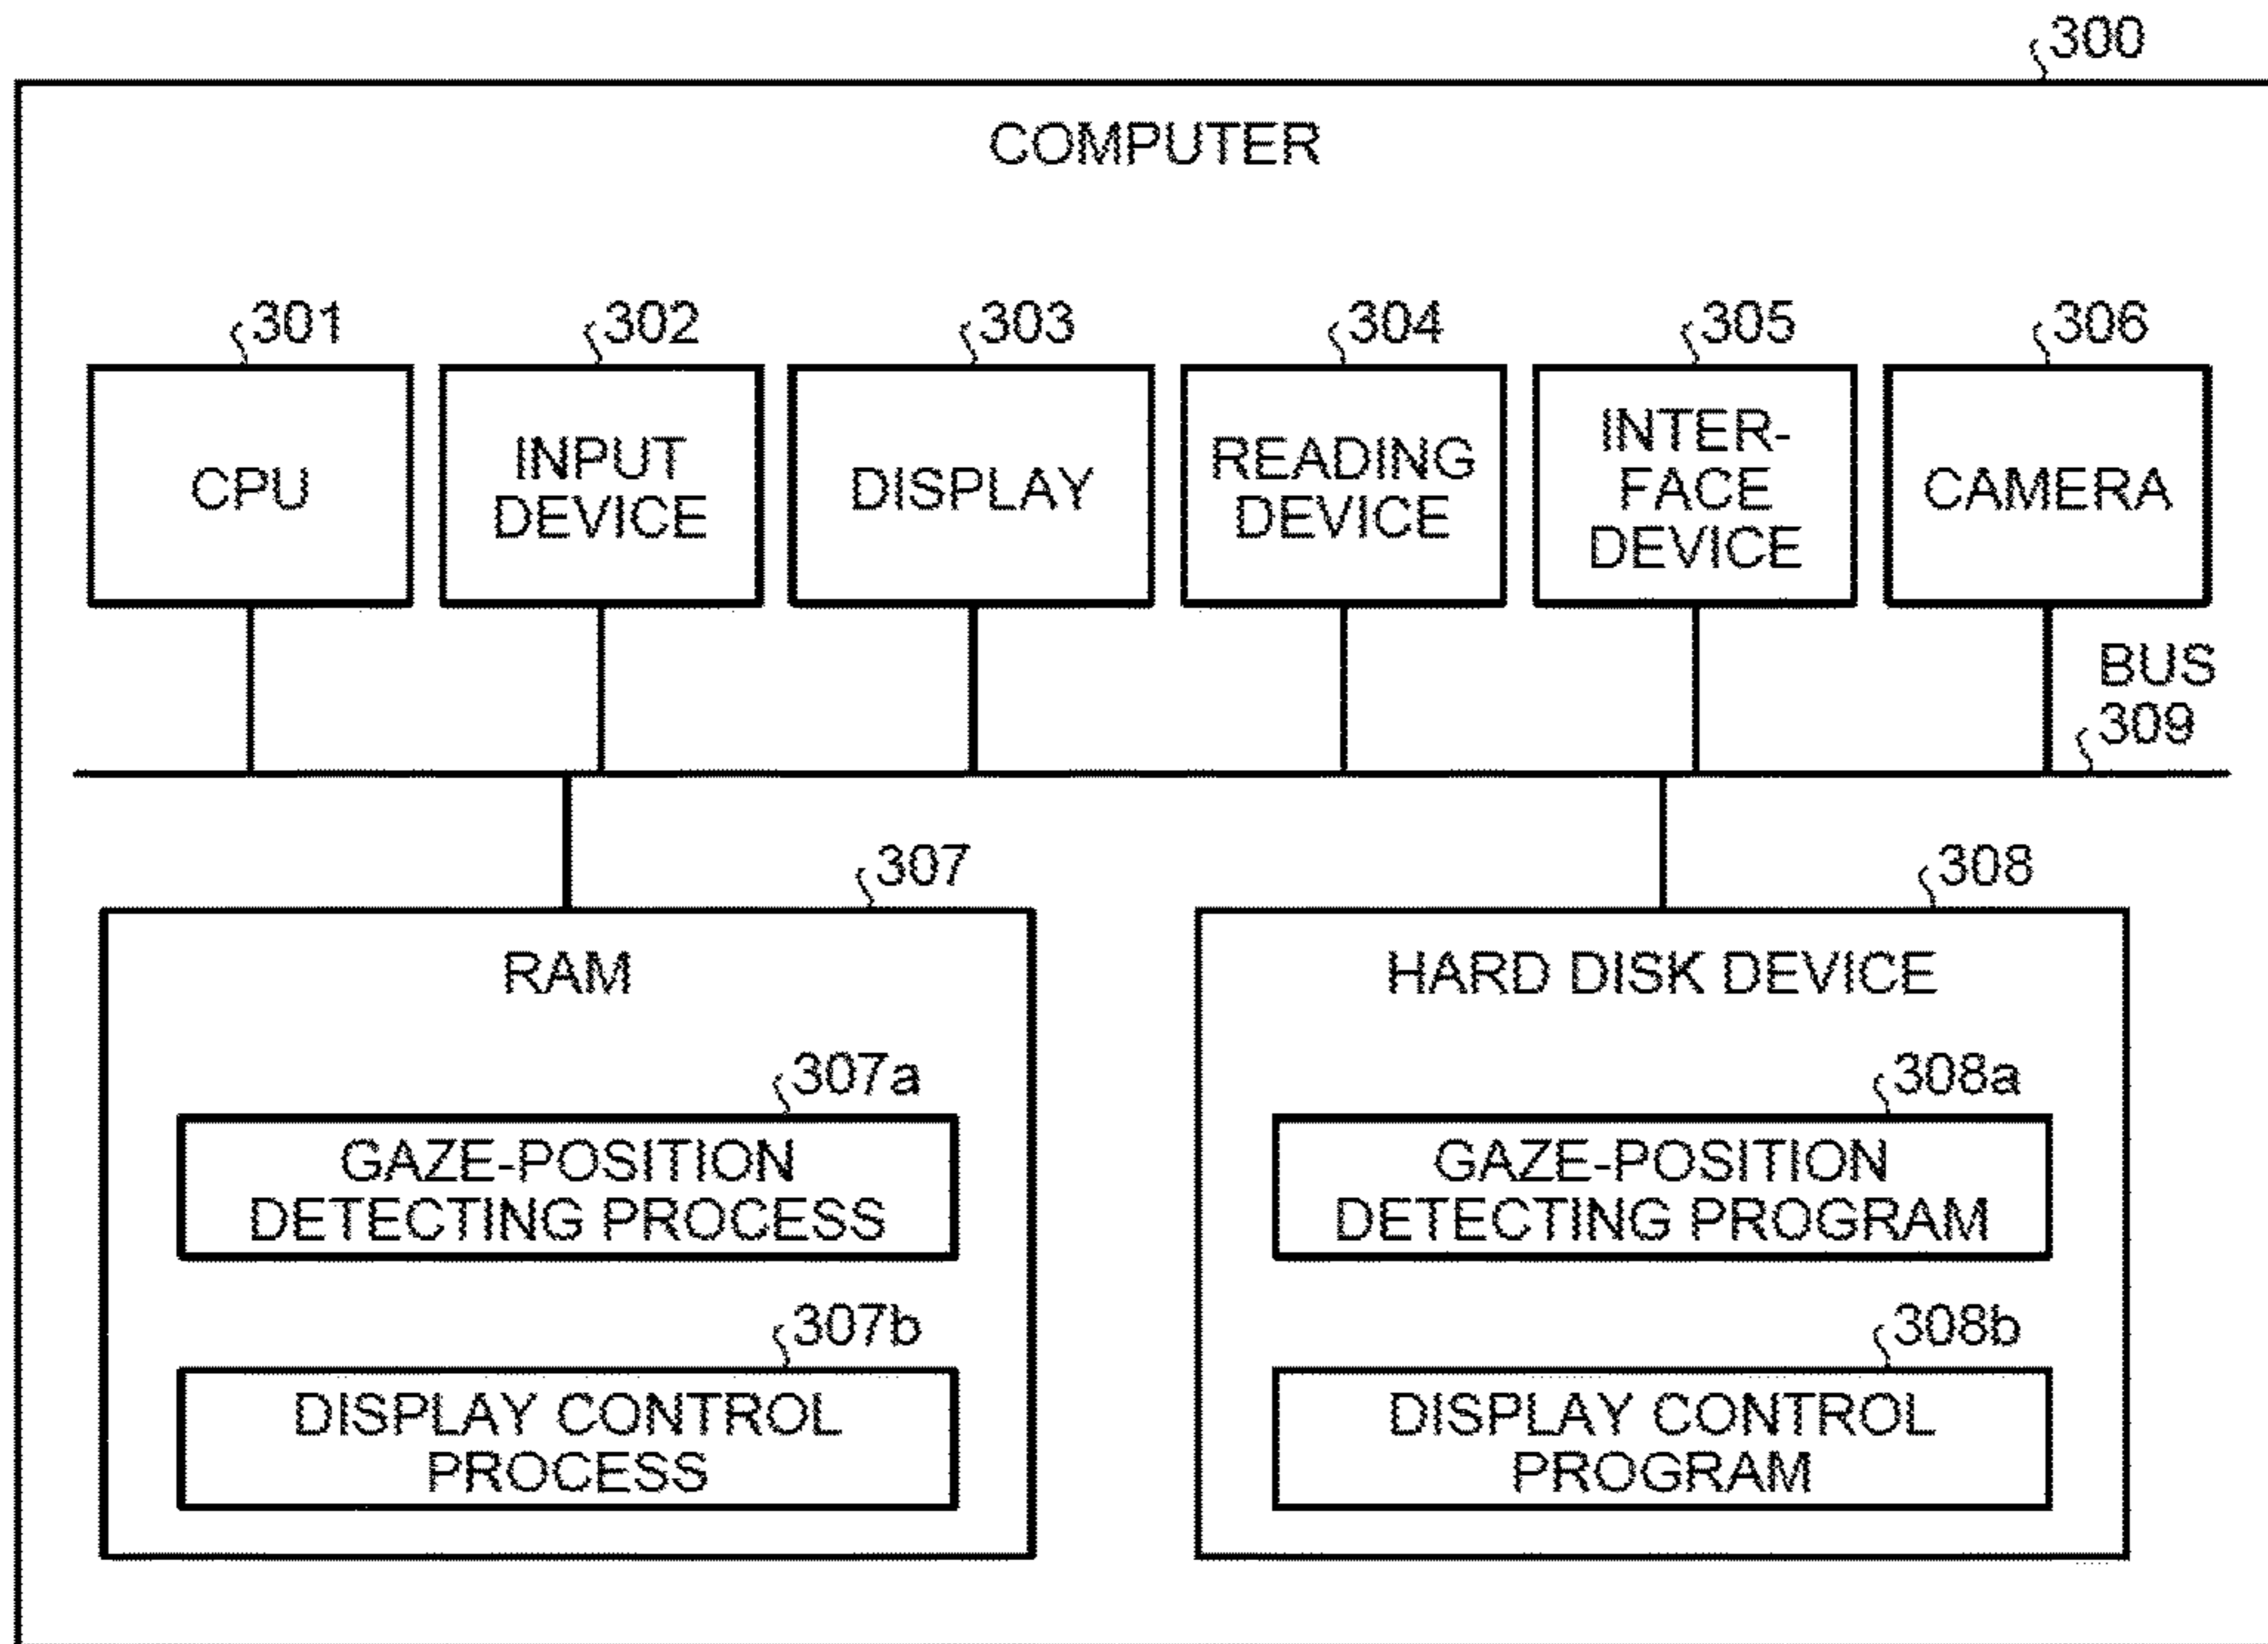 300
COMPUTER
301
302
303
304
305
306
CPU
INPUT
DEVICE
DISPLAY
READING
DEVICE
INTER-
FACE
DEVICE
CAMERA
BUS
309
307
308
RAM
HARD DISK DEVICE
307a
GAZE-POSITION
DETECTING PROCESS
308a
GAZE-POSITION
DETECTING PROGRAM
307b
DISPLAY CONTROL
PROCESS
308b
DISPLAY CONTROL
PROGRAM